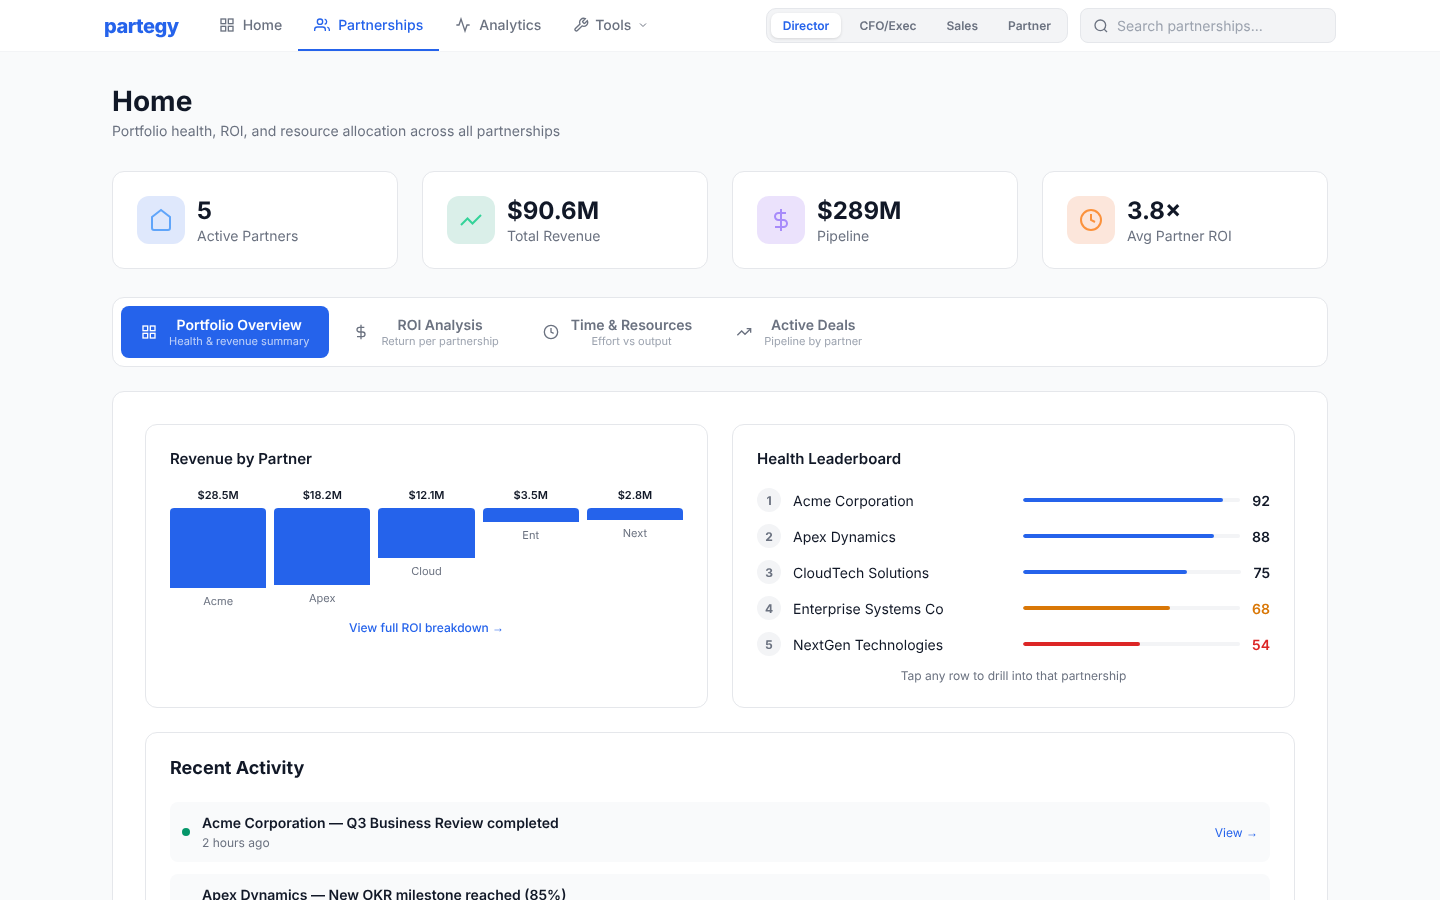 partegy
Home
Partnerships
Analytics
Tools
Director
CFO/Exec
Sales
Partner
Search partnerships...
Home
Portfolio health, ROI, and resource allocation across all partnerships
5
Active Partners
$90.6M
Total Revenue
$289M
Pipeline
3.8×
Avg Partner ROI
Portfolio Overview
Health & revenue summary
ROI Analysis
Return per partnership
Time & Resources
Effort vs output
Active Deals
Pipeline by partner
Revenue by Partner
$28.5M
$18.2M
$12.1M
$3.5M
$2.8M
Acme
Apex
Cloud
Ent
Next
View full ROI breakdown →
Health Leaderboard
1 Acme Corporation 92
2 Apex Dynamics 88
3 CloudTech Solutions 75
4 Enterprise Systems Co 68
5 NextGen Technologies 54
Tap any row to drill into that partnership
Recent Activity
Acme Corporation — Q3 Business Review completed
2 hours ago
View →
Apex Dynamics — New OKR milestone reached (85%)